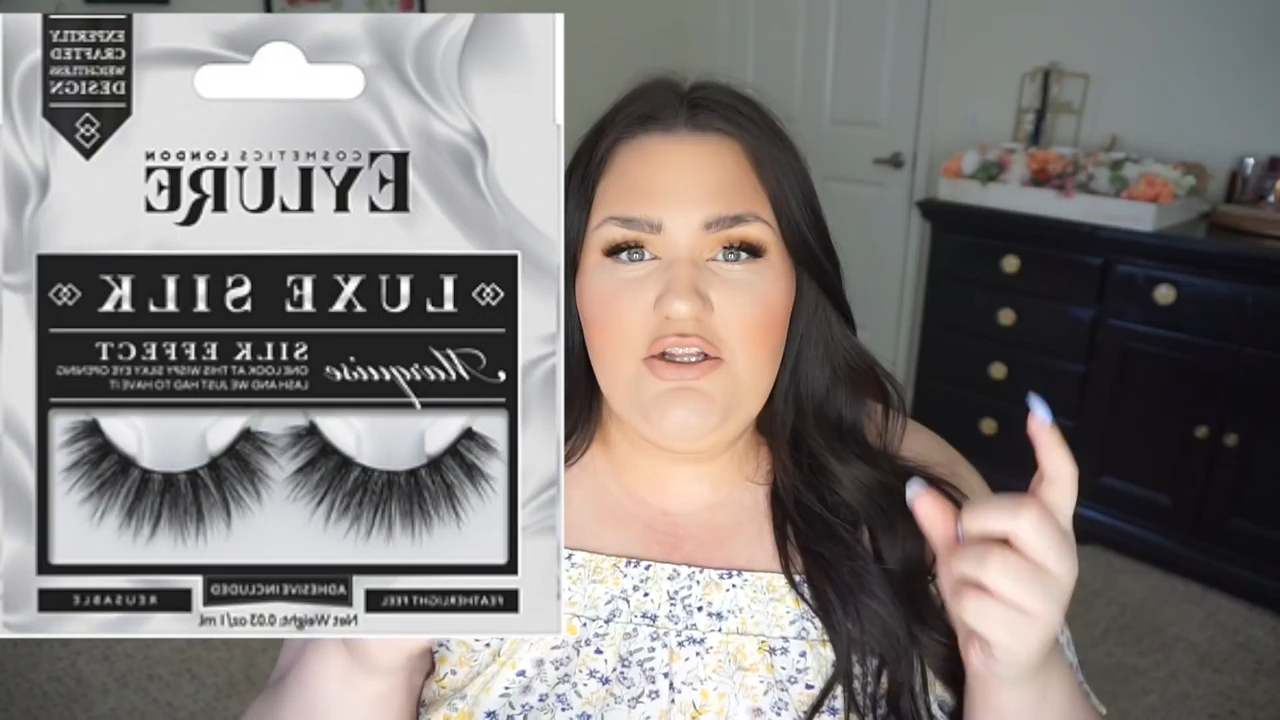 EXPERTLY
CRAFTED
WEIGHTLESS
DESIGN
EYLURE
COSMETICS LONDON
LUXE SILK
Marquise
SILK EFFECT
ONE LOOK AT THIS WISPY SILKY EYE OPENING
LASH AND WE JUST HAD TO HAVE IT
FEATHERLIGHT FEEL
ADHESIVE INCLUDED
REUSABLE
Net Weight: 0.03 oz/1 mL